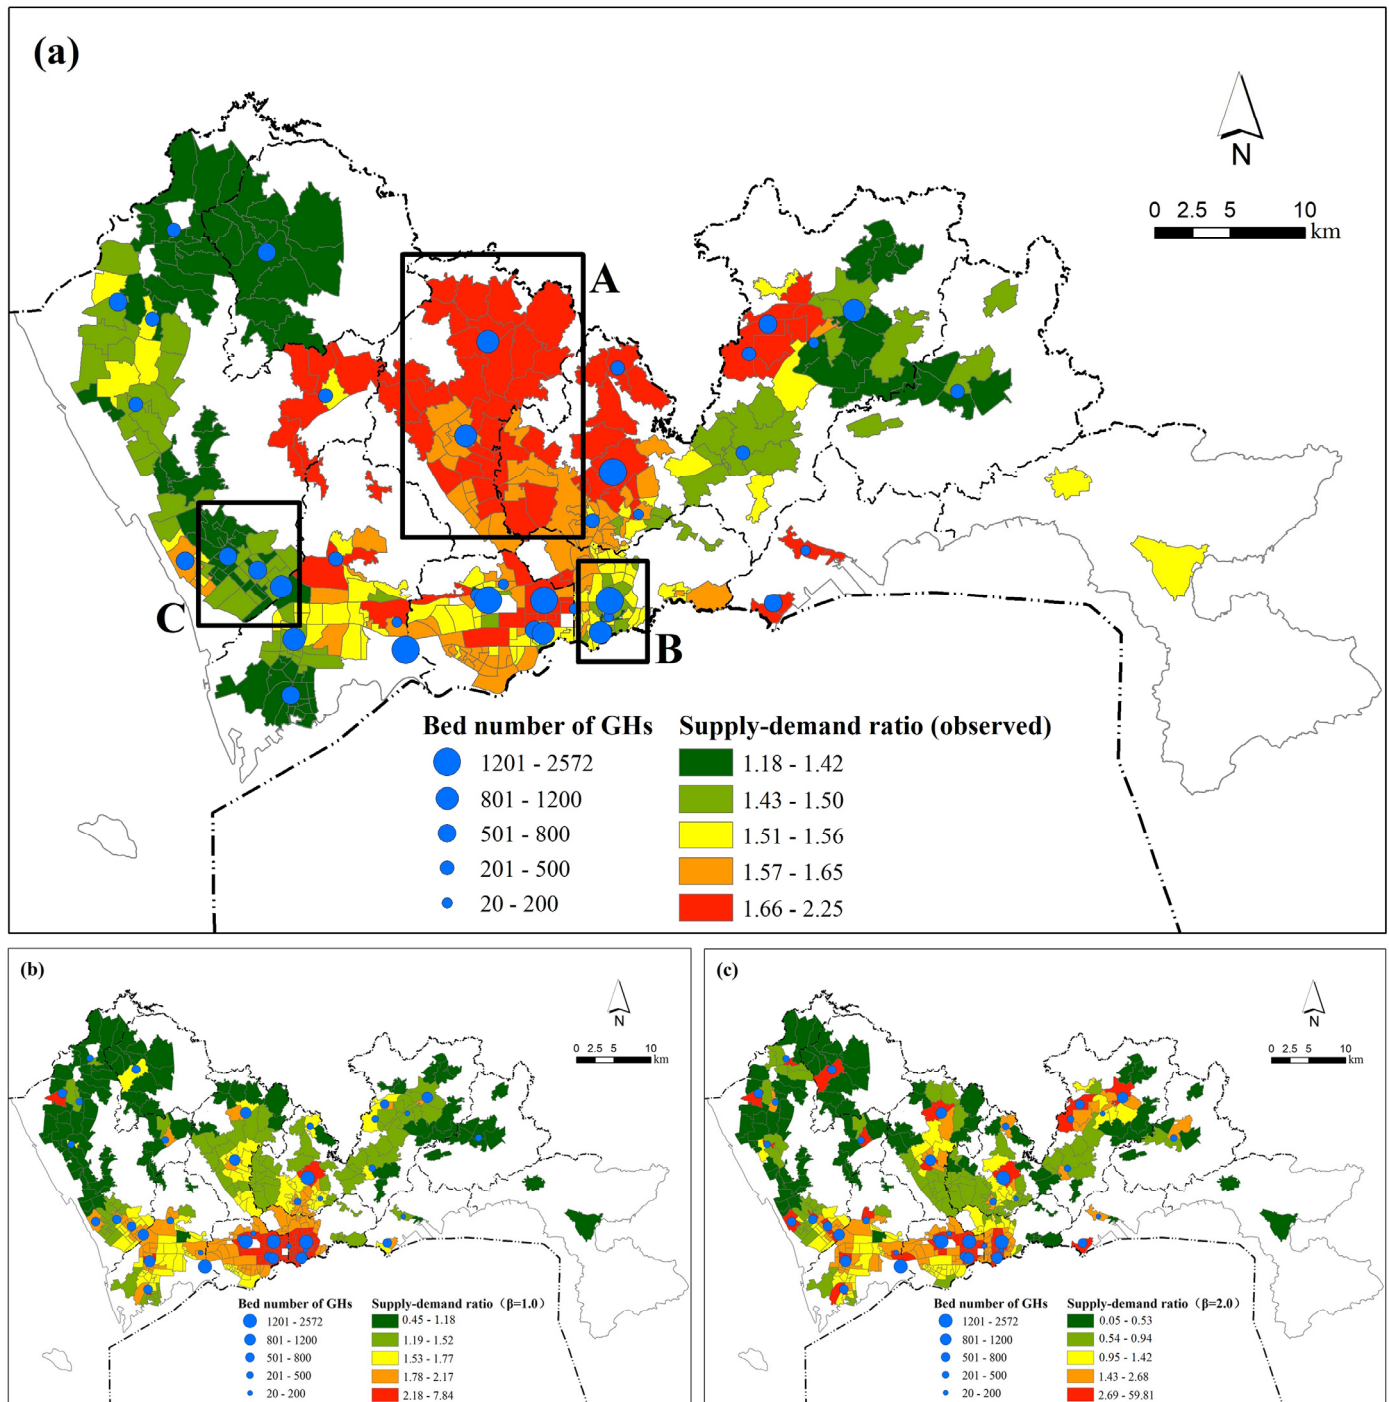 (a)
N
0 2.5 5 10
km
A
B
C
Bed number of GHs
1201 - 2572
801 - 1200
501 - 800
201 - 500
20 - 200
Supply-demand ratio (observed)
1.18 - 1.42
1.43 - 1.50
1.51 - 1.56
1.57 - 1.65
1.66 - 2.25
(b)
N
0 2.5 5 10
km
Bed number of GHs
1201 - 2572
801 - 1200
501 - 800
201 - 500
20 - 200
Supply-demand ratio（β=1.0）
0.45 - 1.18
1.19 - 1.52
1.53 - 1.77
1.78 - 2.17
2.18 - 7.84
(c)
N
0 2.5 5 10
km
Bed number of GHs
1201 - 2572
801 - 1200
501 - 800
201 - 500
20 - 200
Supply-demand ratio（β=2.0）
0.05 - 0.53
0.54 - 0.94
0.95 - 1.42
1.43 - 2.68
2.69 - 59.81